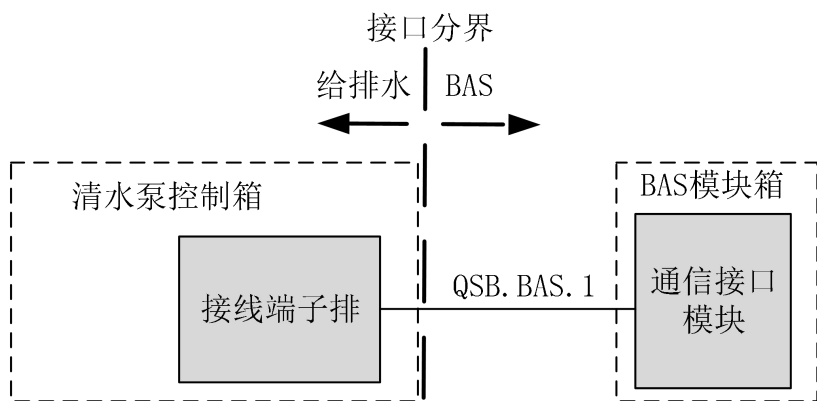 接口分界
给排水
BAS
清水泵控制箱
BAS模块箱
接线端子排
QSB.BAS.1
通信接口
模块